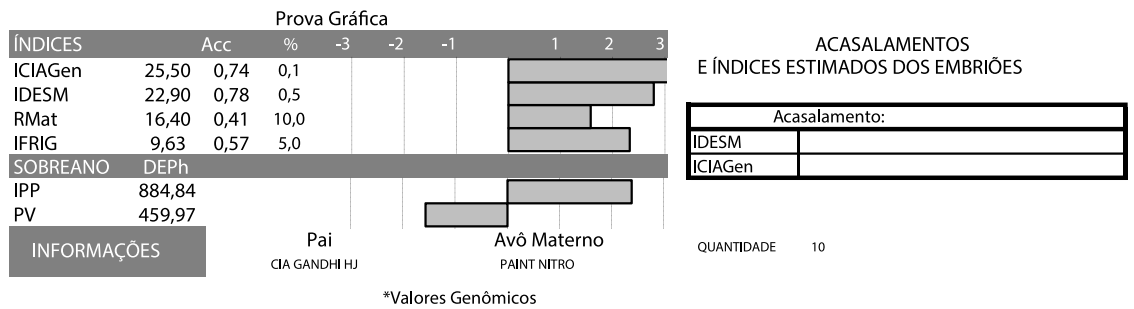 Prova Gráfica
ÍNDICES Acc % -3 -2 -1 1 2 3
ICIAGen 25,50 0,74 0,1
IDESM 22,90 0,78 0,5
RMat 16,40 0,41 10,0
IFRIG 9,63 0,57 5,0
SOBREANO DEPh
IPP 884,84
PV 459,97
INFORMAÇÕES
Pai
CIA GANDHI HJ
Avô Materno
PAINT NITRO
*Valores Genômicos
ACASALAMENTOS
E ÍNDICES ESTIMADOS DOS EMBRIÕES
Acasalamento:
IDESM
ICIAGen
QUANTIDADE 10